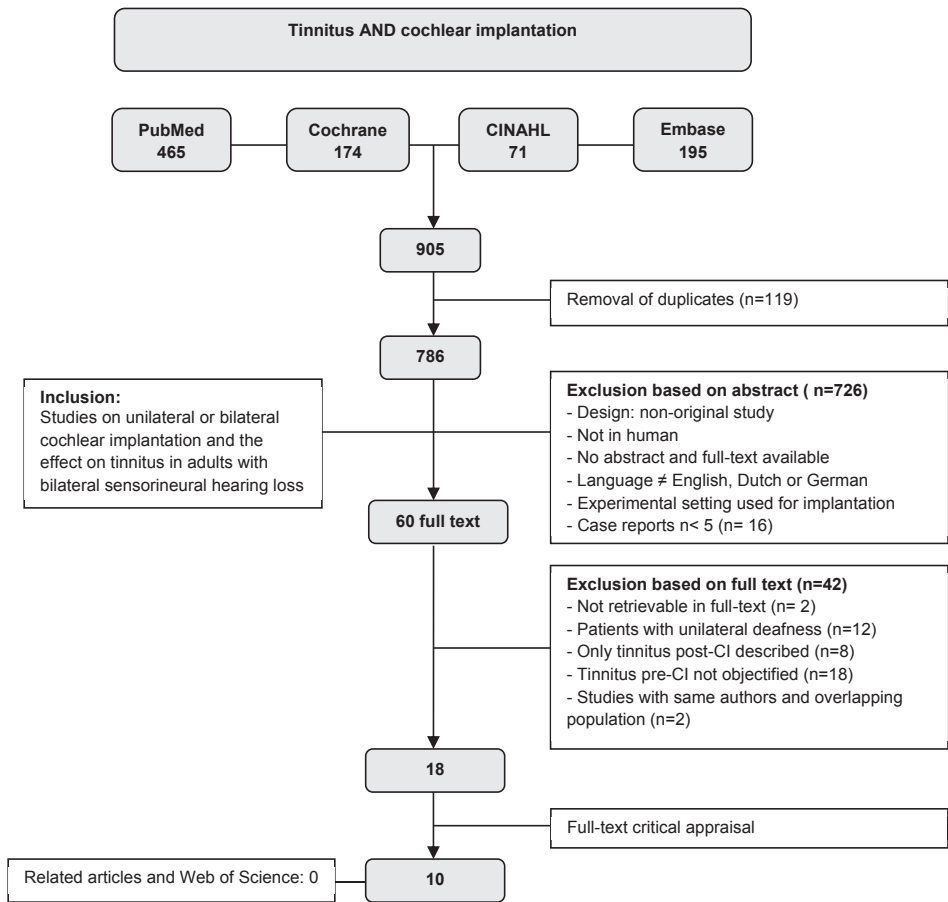 Tinnitus AND cochlear implantation
PubMed
465
Cochrane
174
CINAHL
71
Embase
195
905
Removal of duplicates (n=119)
786
Inclusion:
Studies on unilateral or bilateral
cochlear implantation and the
effect on tinnitus in adults with
bilateral sensorineural hearing loss
Exclusion based on abstract ( n=726)
- Design: non-original study
- Not in human
- No abstract and full-text available
- Language ≠ English, Dutch or German
- Experimental setting used for implantation
- Case reports n< 5 (n= 16)
60 full text
Exclusion based on full text (n=42)
- Not retrievable in full-text (n= 2)
- Patients with unilateral deafness (n=12)
- Only tinnitus post-CI described (n=8)
- Tinnitus pre-CI not objectified (n=18)
- Studies with same authors and overlapping
population (n=2)
18
Full-text critical appraisal
Related articles and Web of Science: 0
10